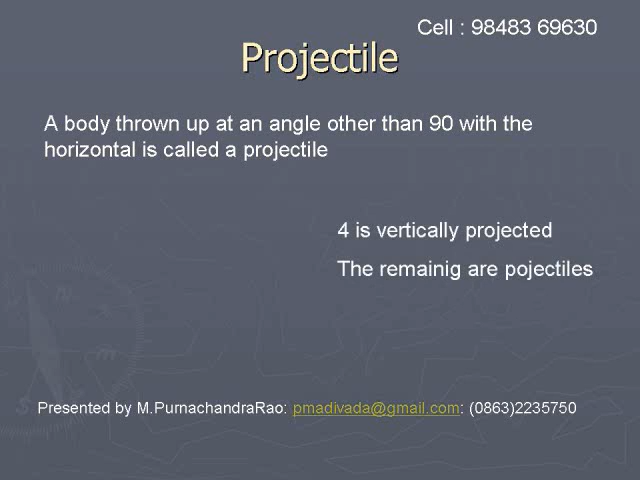 Cell : 98483 69630
Projectile
A body thrown up at an angle other than 90 with the
horizontal is called a projectile
4 is vertically projected
The remainig are pojectiles
Presented by M.PurnachandraRao: pmadivada@gmail.com: (0863)2235750